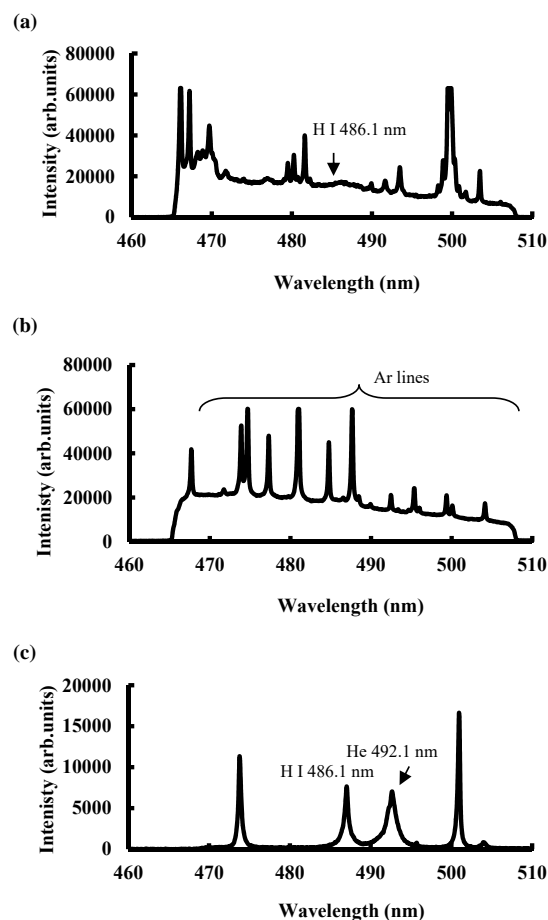 (a)
Intensity (arb.units)
80000
60000
40000
20000
0
H I 486.1 nm
460 470 480 490 500 510
Wavelength (nm)
(b)
Intenisty (arb.units)
80000
60000
40000
20000
0
Ar lines
460 470 480 490 500 510
Wavelength (nm)
(c)
Intenisty (arb.units)
20000
15000
10000
5000
0
H I 486.1 nm
He 492.1 nm
460 470 480 490 500 510
Wavelength (nm)